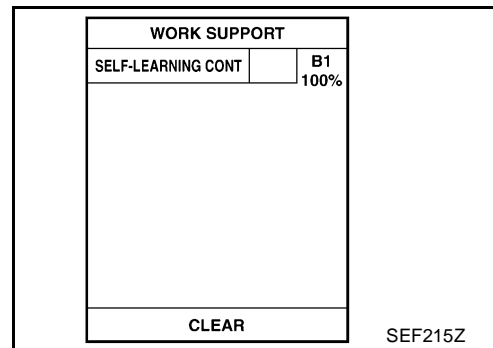 WORK SUPPORT
SELF-LEARNING CONT B1
100%
CLEAR
SEF215Z